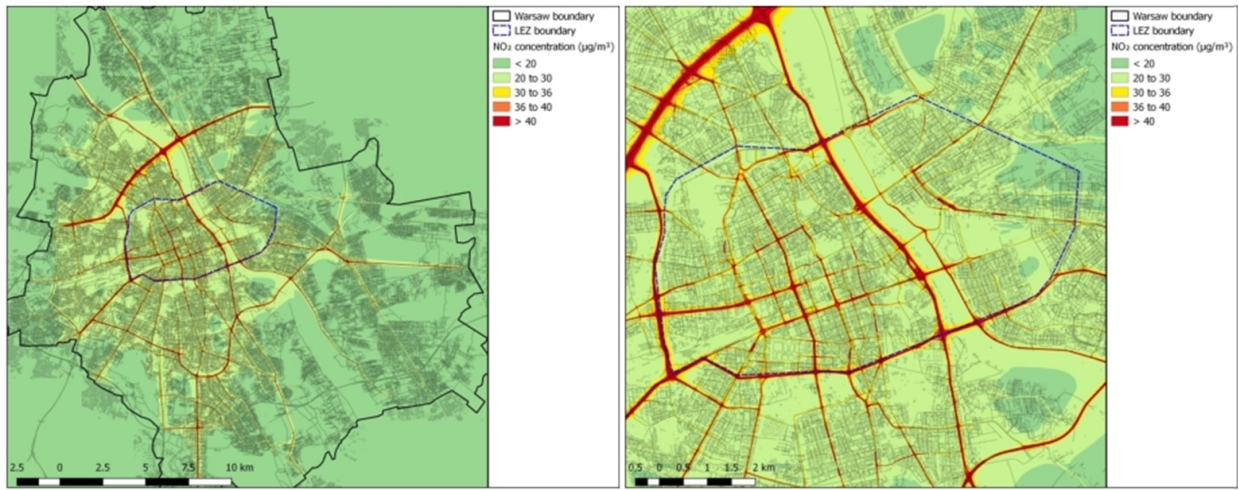 Warsaw boundary
LEZ boundary
NO₂ concentration (µg/m³)
< 20
20 to 30
30 to 36
36 to 40
> 40
2.5 0 2.5 5 7.5 10 km
Warsaw boundary
LEZ boundary
NO₂ concentration (µg/m³)
< 20
20 to 30
30 to 36
36 to 40
> 40
0.5 0 0.5 1 1.5 2 km